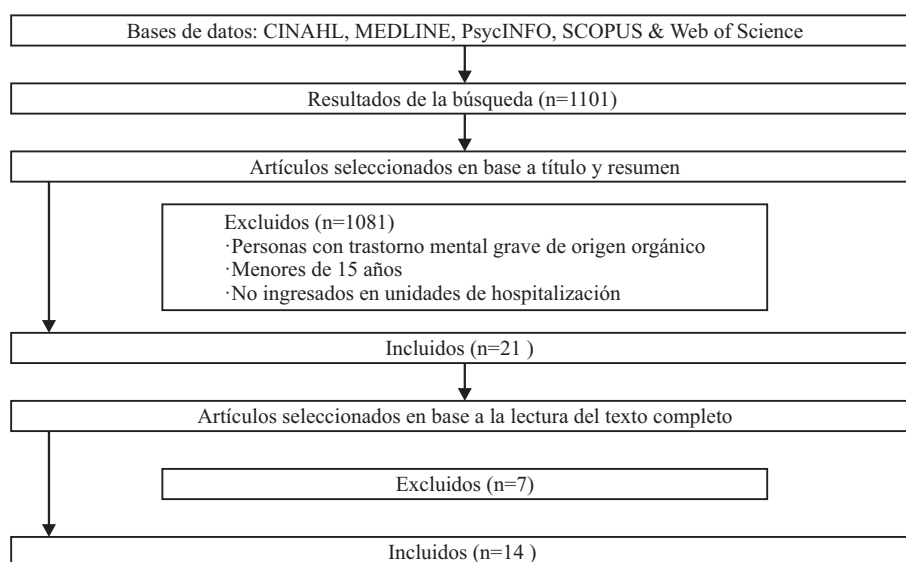 Bases de datos: CINAHL, MEDLINE, PsycINFO, SCOPUS & Web of Science
Resultados de la búsqueda (n=1101)
Artículos seleccionados en base a título y resumen
Excluidos (n=1081)
·Personas con trastorno mental grave de origen orgánico
·Menores de 15 años
·No ingresados en unidades de hospitalización
Incluidos (n=21 )
Artículos seleccionados en base a la lectura del texto completo
Excluidos (n=7)
Incluidos (n=14 )